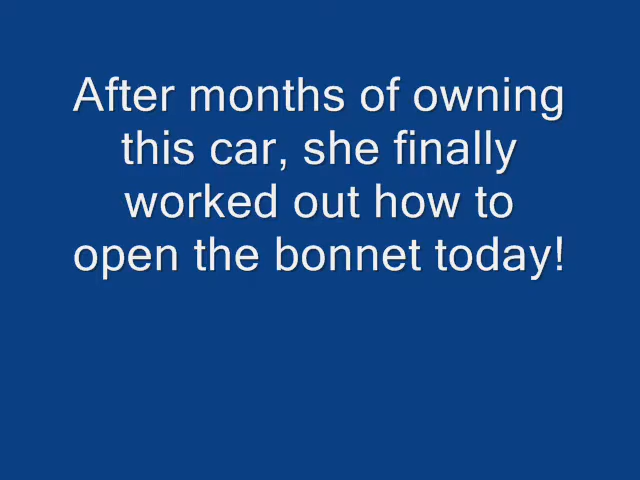 After months of owning
this car, she finally
worked out how to
open the bonnet today!